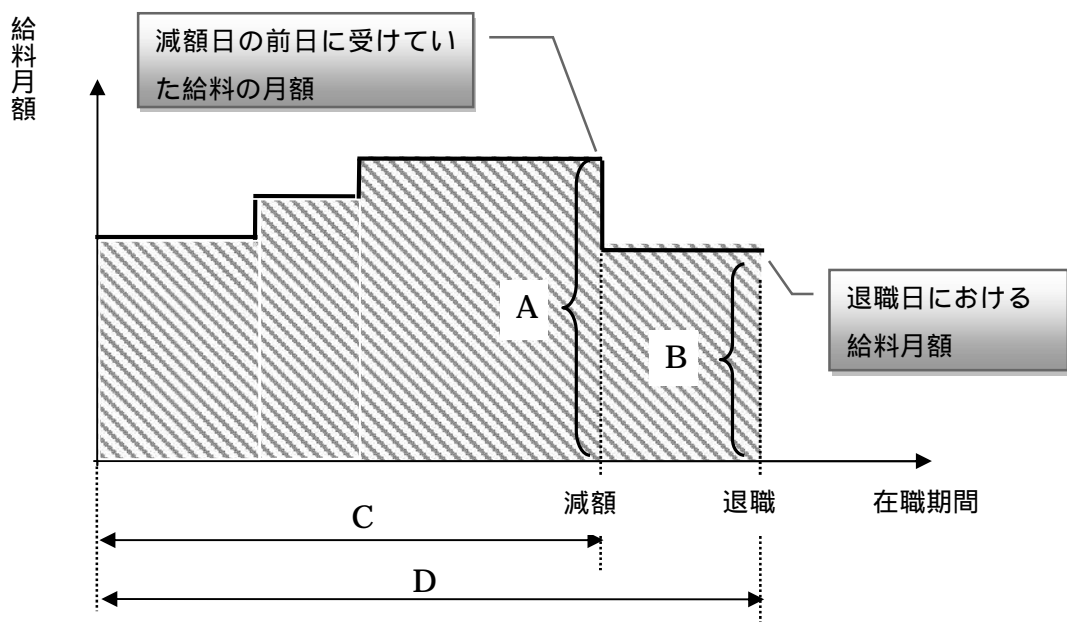 給料月額
減額日の前日に受けてい
た給料の月額
A
B
退職日における
給料月額
減額
退職
在職期間
C
D